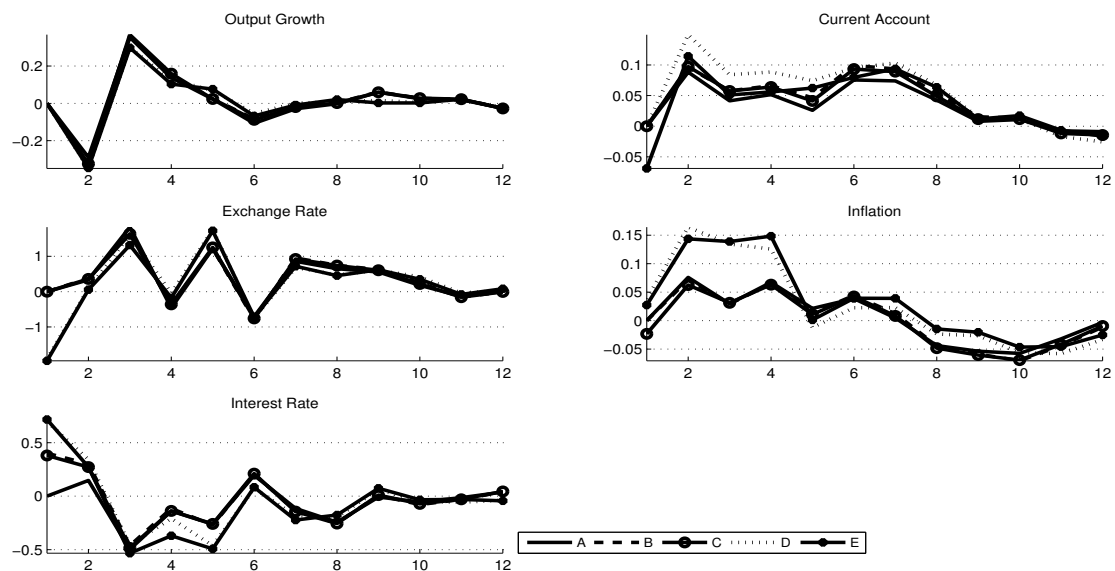 Output Growth
0.2
0
−0.2
2 4 6 8 10 12
Current Account
0.1
0.05
0
−0.05
2 4 6 8 10 12
Exchange Rate
1
0
−1
2 4 6 8 10 12
Inflation
0.15
0.1
0.05
0
−0.05
2 4 6 8 10 12
Interest Rate
0.5
0
−0.5
2 4 6 8 10 12
A B C D E